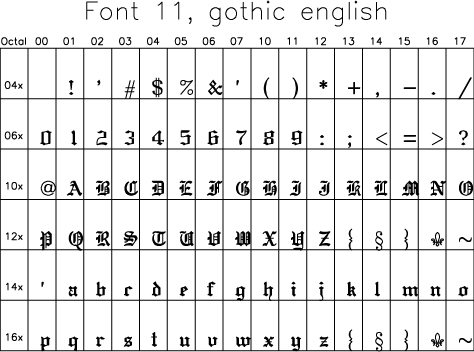 Font 11, gothic english
Octal 00 01 02 03 04 05 06 07 10 11 12 13 14 15 16 17
04x ! ’ # $ % & ' ( ) * + , − . /
06x 0 1 2 3 4 5 6 7 8 9 : ; < = > ?
10x @ A B C D E F G H I J K L M N O
12x P Q R S T U V W X Y Z { § } ⚜ ~
14x ' a b c d e f g h i j k l m n o
16x p q r s t u v w x y z { § } ⚜ ~